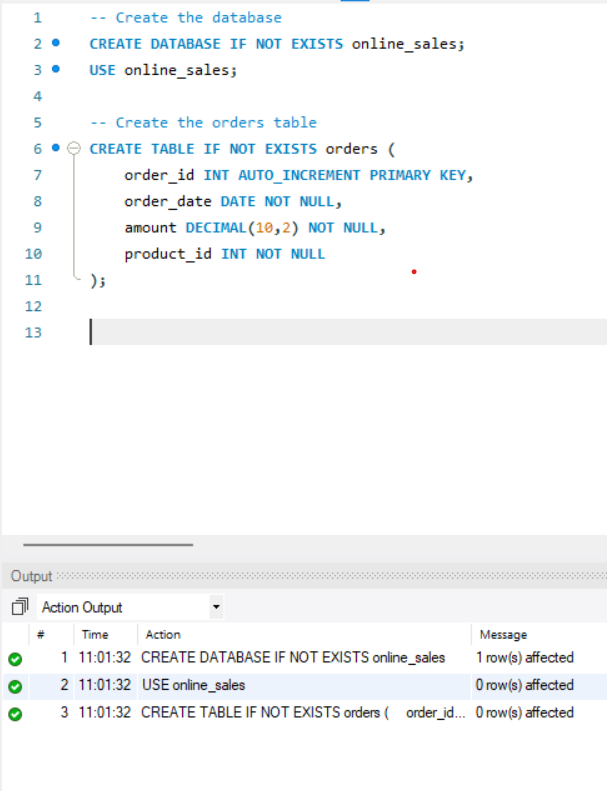 1 -- Create the database
2 CREATE DATABASE IF NOT EXISTS online_sales;
3 USE online_sales;
4
5 -- Create the orders table
6 CREATE TABLE IF NOT EXISTS orders (
7 order_id INT AUTO_INCREMENT PRIMARY KEY,
8 order_date DATE NOT NULL,
9 amount DECIMAL(10,2) NOT NULL,
10 product_id INT NOT NULL
11 );
12
13
Output
Action Output
# Time Action Message
1 11:01:32 CREATE DATABASE IF NOT EXISTS online_sales 1 row(s) affected
2 11:01:32 USE online_sales 0 row(s) affected
3 11:01:32 CREATE TABLE IF NOT EXISTS orders ( order_id... 0 row(s) affected